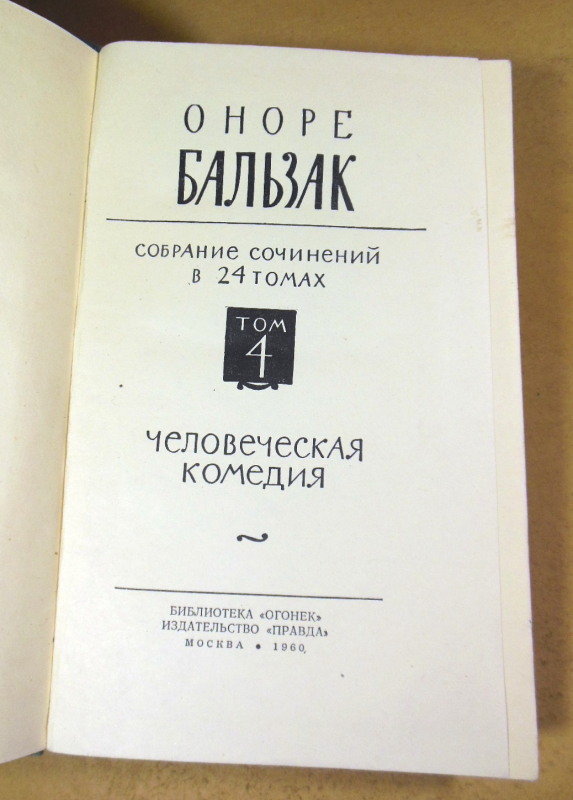 ОНОРЕ
БАЛЬЗАК
СОБРАНИЕ СОЧИНЕНИЙ
В 24 ТОМАХ
ТОМ
4
ЧЕЛОВЕЧЕСКАЯ
КОМЕДИЯ
БИБЛИОТЕКА «ОГОНЕК»
ИЗДАТЕЛЬСТВО «ПРАВДА»
МОСКВА • 1960